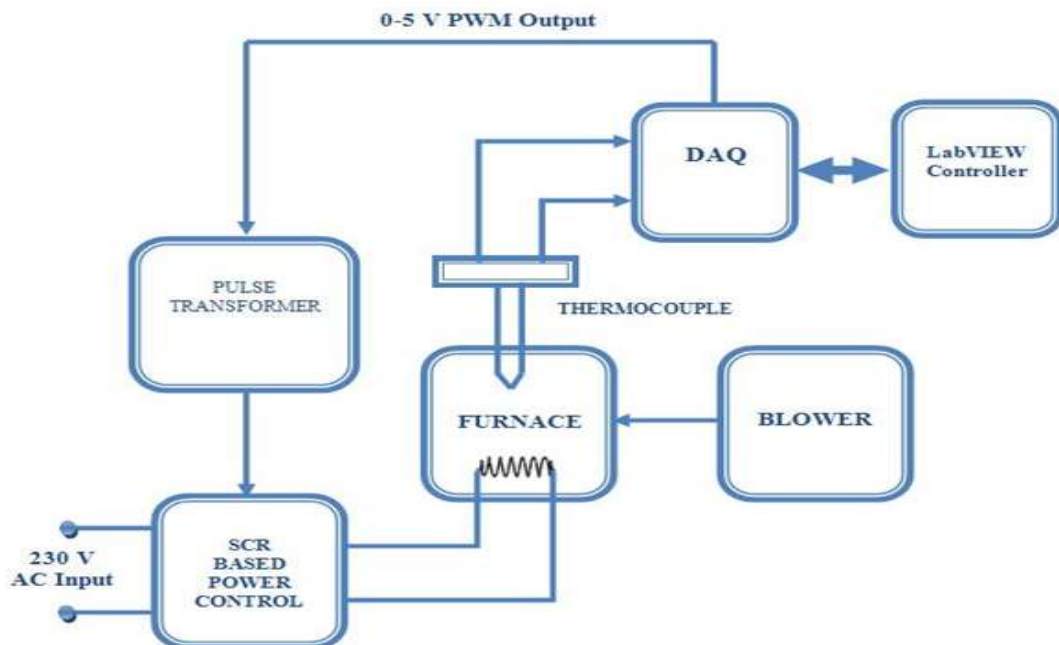 0-5 V PWM Output
DAQ
LabVIEW
Controller
PULSE
TRANSFORMER
THERMOCOUPLE
FURNACE
BLOWER
230 V
AC Input
SCR
BASED
POWER
CONTROL